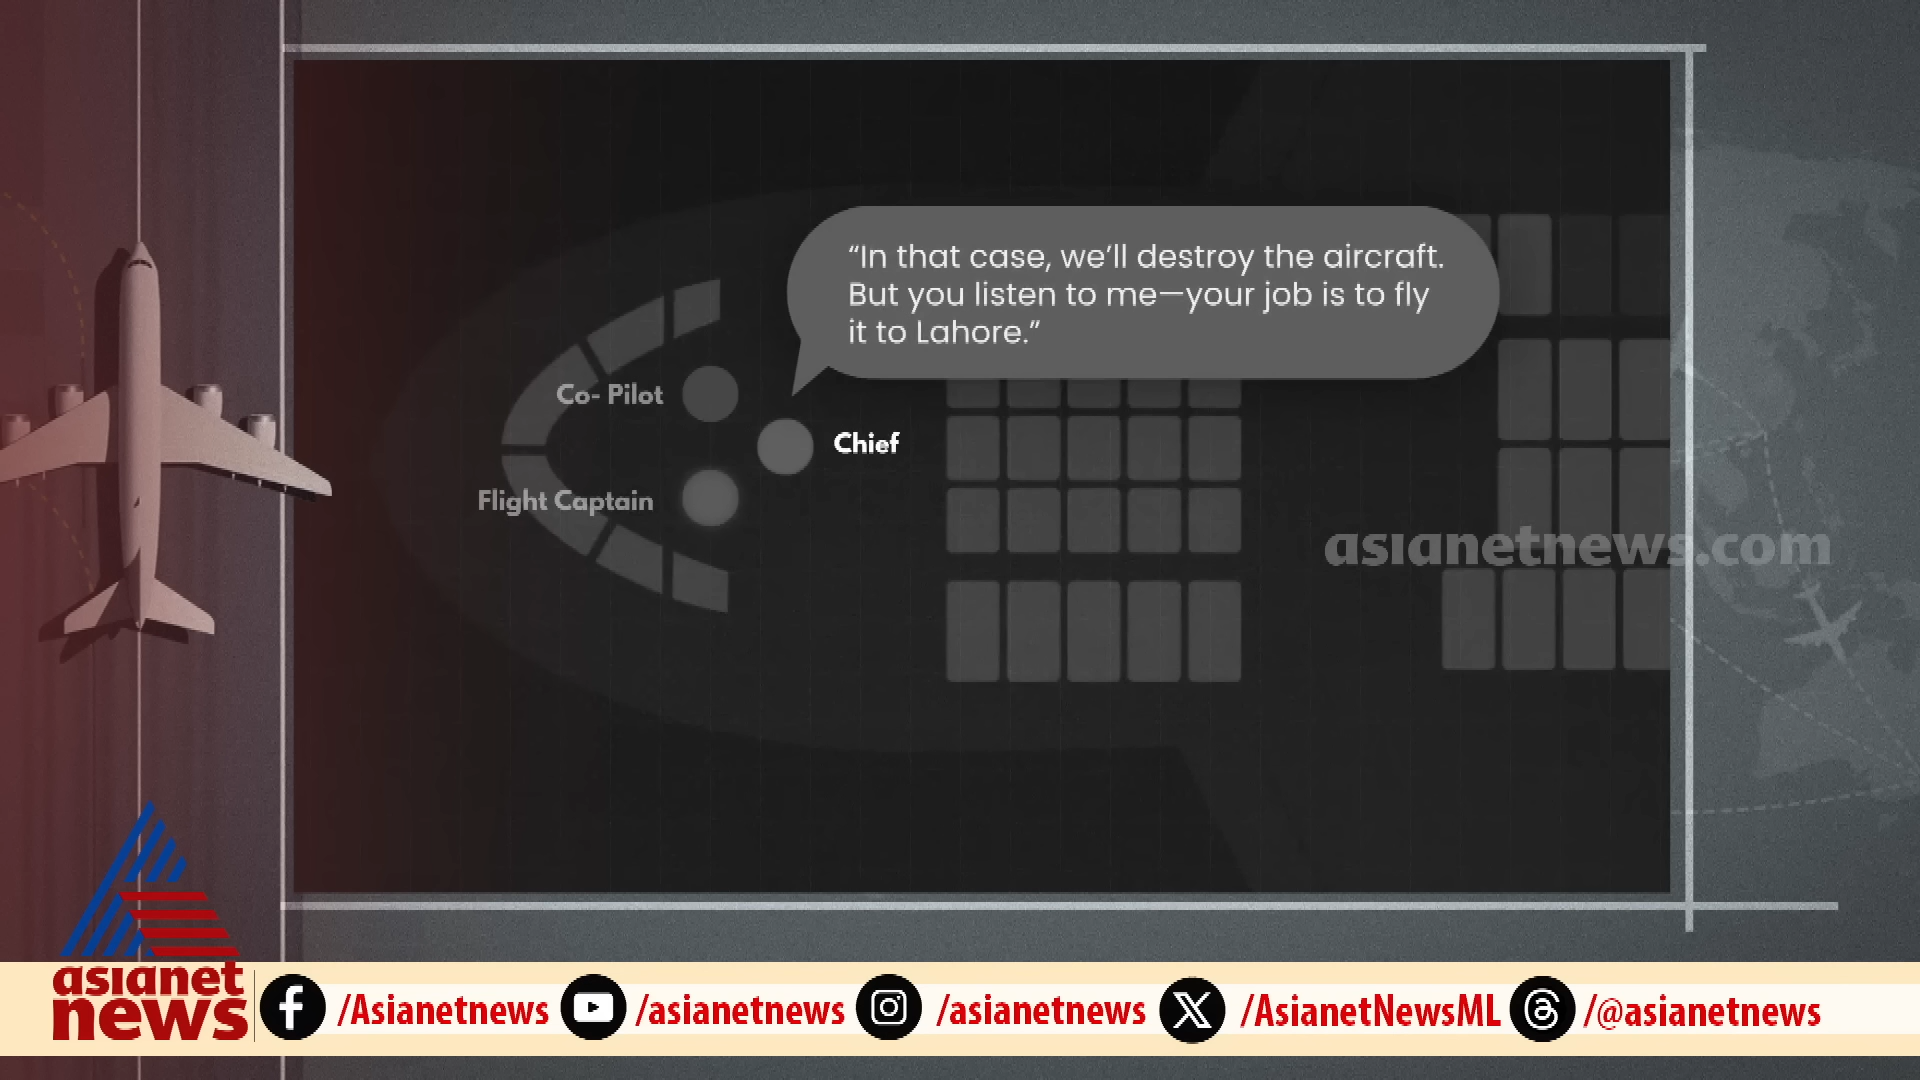 “In that case, we’ll destroy the aircraft.
But you listen to me—your job is to fly
it to Lahore.”
Co- Pilot
Chief
Flight Captain
asianetnews.com
asianet
news
/Asianetnews
/asianetnews
/asianetnews
/AsianetNewsML
/@asianetnews